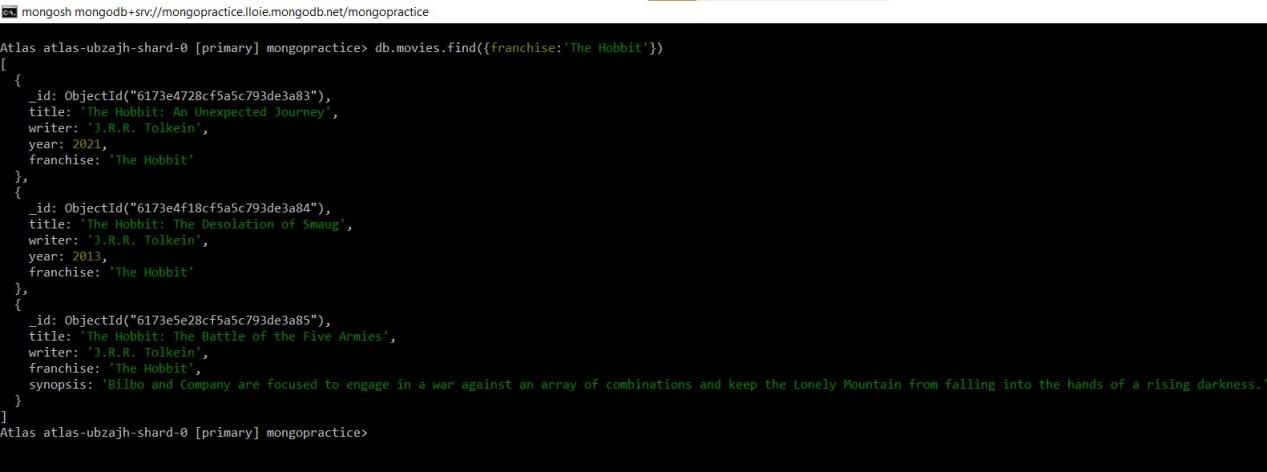 mongosh mongodb+srv://mongopractice.lloie.mongodb.net/mongopractice
Atlas atlas-ubzajh-shard-0 [primary] mongopractice> db.movies.find({franchise:'The Hobbit'})
[
  {
    _id: ObjectId("6173e4728cf5a5c793de3a83"),
    title: 'The Hobbit: An Unexpected Journey',
    writer: 'J.R.R. Tolkein',
    year: 2021,
    franchise: 'The Hobbit'
  },
  {
    _id: ObjectId("6173e4f18cf5a5c793de3a84"),
    title: 'The Hobbit: The Desolation of Smaug',
    writer: 'J.R.R. Tolkein',
    year: 2013,
    franchise: 'The Hobbit'
  },
  {
    _id: ObjectId("6173e5e28cf5a5c793de3a85"),
    title: 'The Hobbit: The Battle of the Five Armies',
    writer: 'J.R.R. Tolkein',
    franchise: 'The Hobbit',
    synopsis: 'Bilbo and Company are focused to engage in a war against an array of combinations and keep the Lonely Mountain from falling into the hands of a rising darkness.'
  }
]
Atlas atlas-ubzajh-shard-0 [primary] mongopractice>